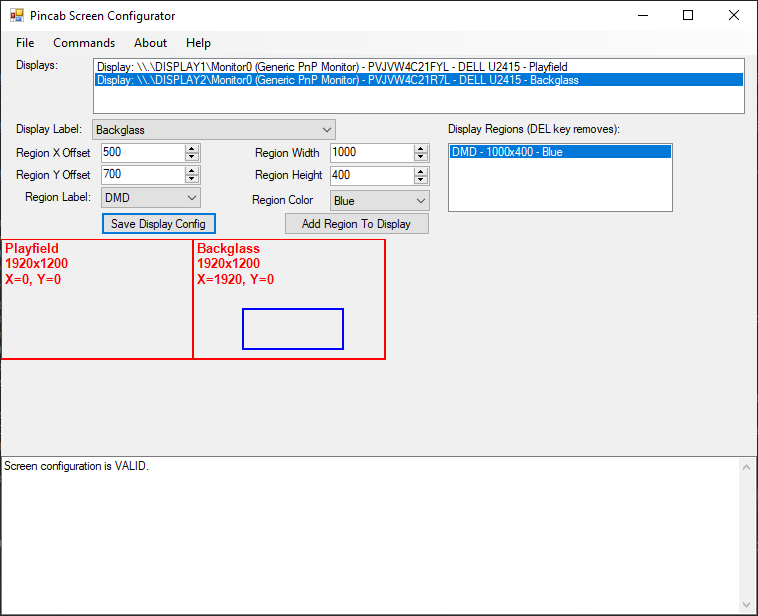 Pincab Screen Configurator
File Commands About Help
Displays:
Display: \\.\DISPLAY1\Monitor0 (Generic PnP Monitor) - PVJVW4C21FYL - DELL U2415 - Playfield
Display: \\.\DISPLAY2\Monitor0 (Generic PnP Monitor) - PVJVW4C21R7L - DELL U2415 - Backglass
Display Label: Backglass
Display Regions (DEL key removes):
Region X Offset 500 Region Width 1000
DMD - 1000x400 - Blue
Region Y Offset 700 Region Height 400
Region Label: DMD Region Color Blue
Save Display Config Add Region To Display
Playfield
1920x1200
X=0, Y=0
Backglass
1920x1200
X=1920, Y=0
Screen configuration is VALID.